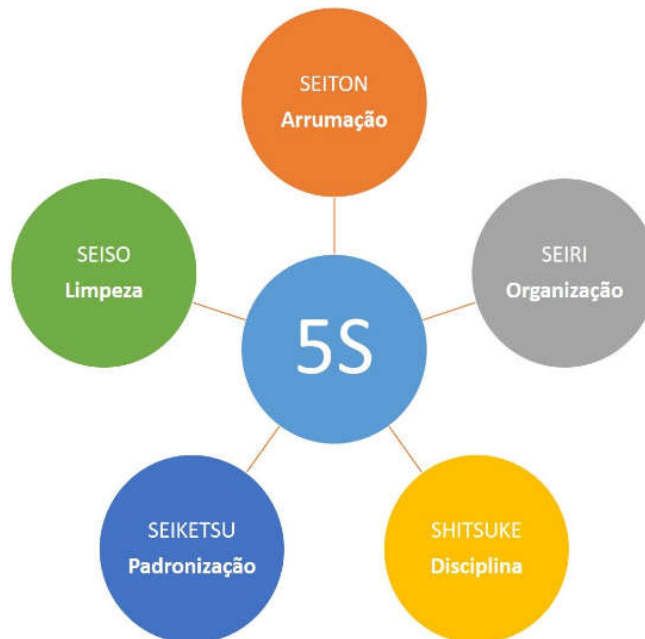 SEITON
Arrumação
SEISO
Limpeza
SEIRI
Organização
5S
SEIKETSU
Padronização
SHITSUKE
Disciplina